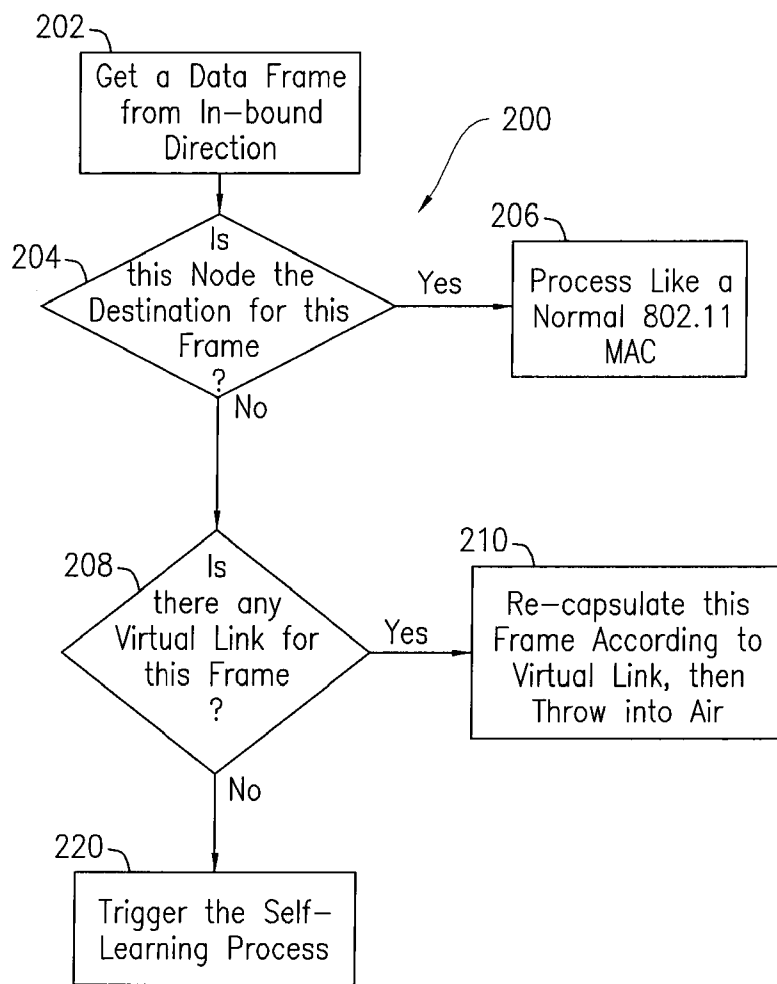 202
Get a Data Frame
from In-bound
Direction
200
204
Is
this Node the
Destination for this
Frame
?
Yes
206
Process Like a
Normal 802.11
MAC
No
208
Is
there any
Virtual Link for
this Frame
?
Yes
210
Re-capsulate this
Frame According to
Virtual Link, then
Throw into Air
No
220
Trigger the Self-
Learning Process